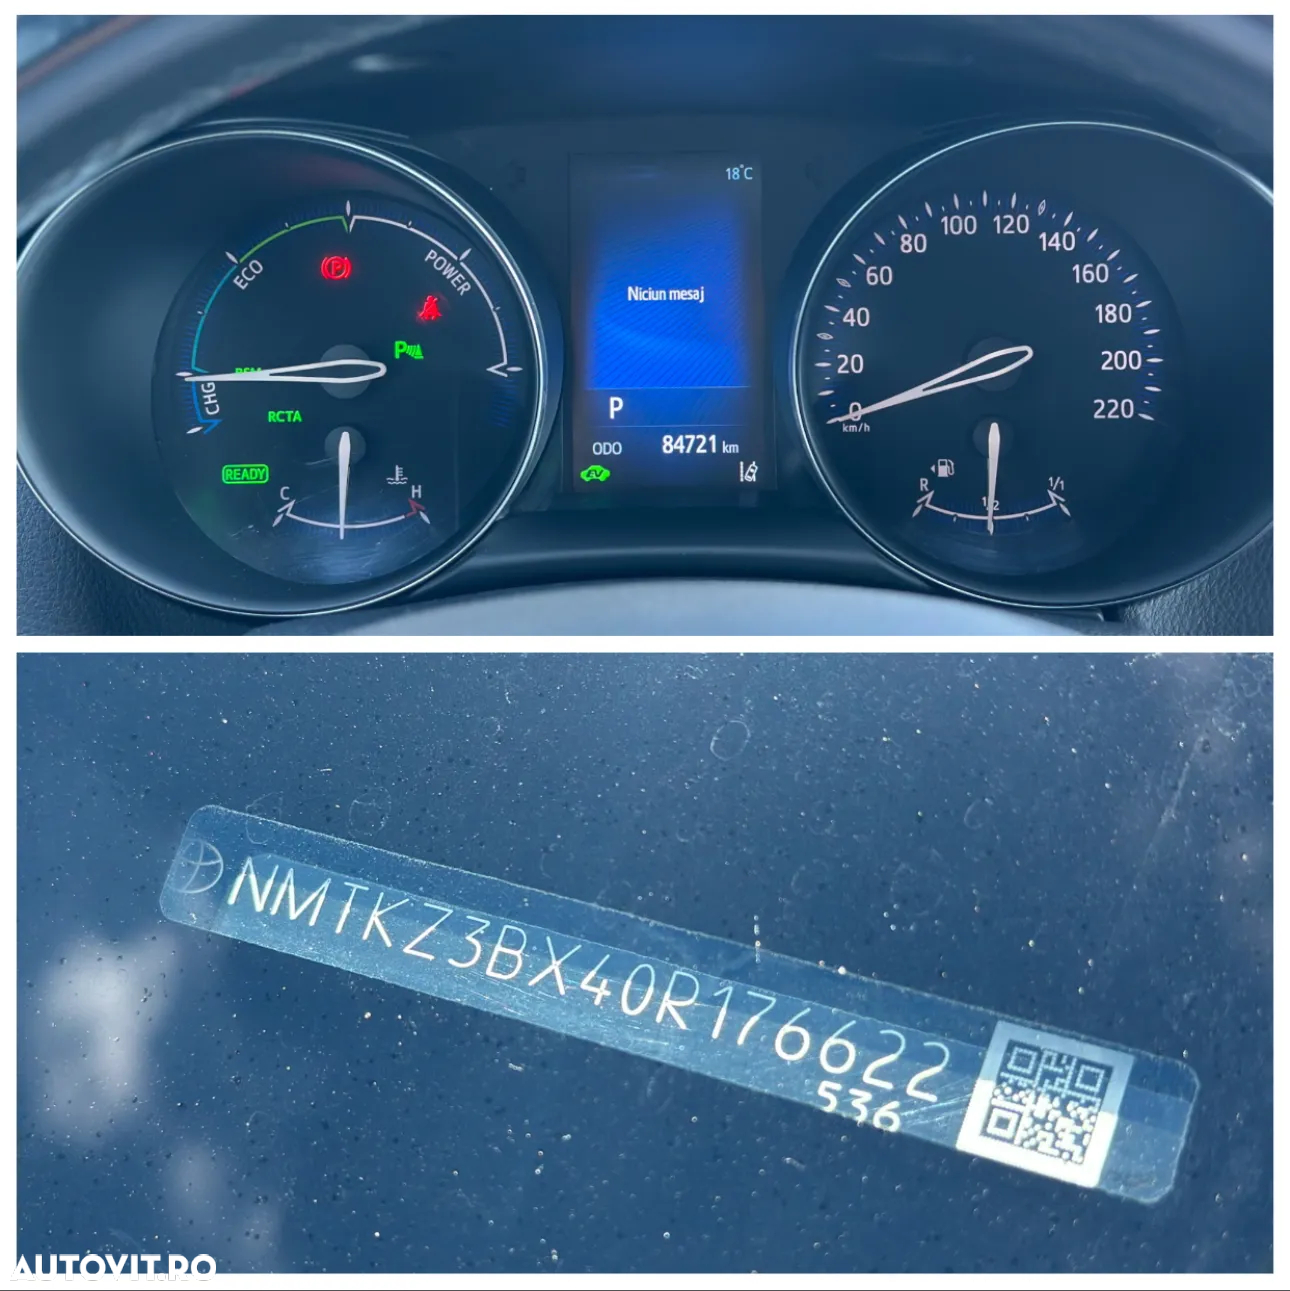 18°C
ECO
POWER
CHG
RCTA
READY
C
H
Niciun mesaj
P
ODO 84721 km
EV
0
20
40
60
80
100
120
140
160
180
200
220
km/h
R
1/2
1/1
NMTKZ3BX40R176622
536
AUTOVIT.RO